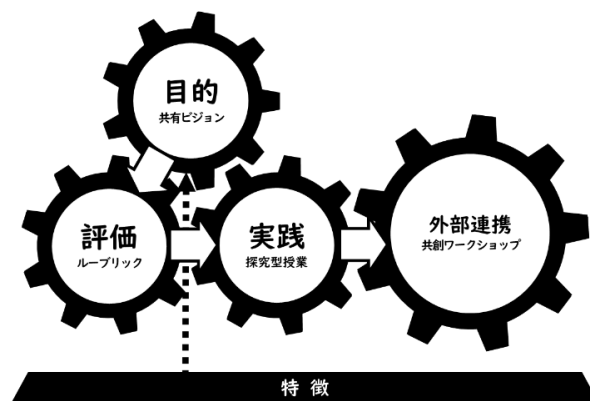 目的
共有ビジョン
評価
ルーブリック
実践
探究型授業
外部連携
共創ワークショップ
特徴